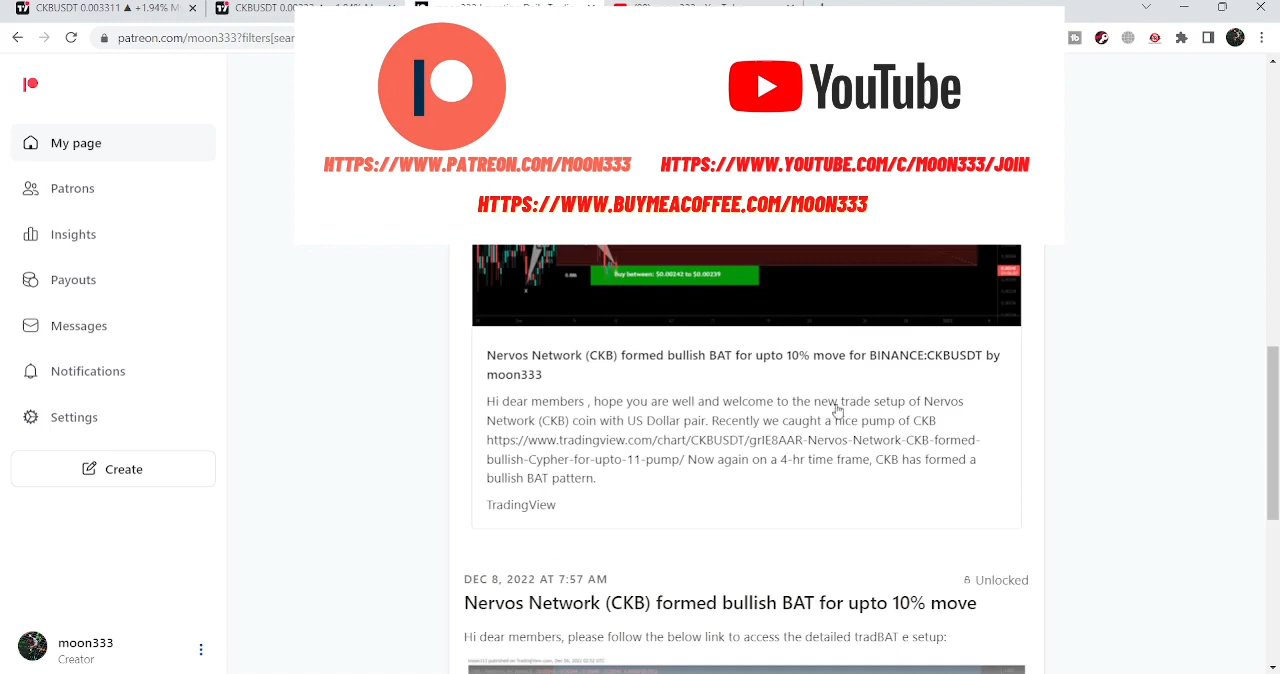 CKBUSDT 0.003311 ▲ +1.94% My
CKBUSDT 0.00
patreon.com/moon333?filters[sear
YouTube
HTTPS://WWW.PATREON.COM/MOON333
HTTPS://WWW.YOUTUBE.COM/C/MOON333/JOIN
HTTPS://WWW.BUYMEACOFFEE.COM/MOON333
My page
Patrons
Insights
Payouts
Messages
Notifications
Settings
Create
moon333
Creator
Buy between: $0.00242 to $0.00239
Nervos Network (CKB) formed bullish BAT for upto 10% move for BINANCE:CKBUSDT by
moon333
Hi dear members , hope you are well and welcome to the new trade setup of Nervos
Network (CKB) coin with US Dollar pair. Recently we caught a nice pump of CKB
https://www.tradingview.com/chart/CKBUSDT/grIE8AAR-Nervos-Network-CKB-formed-
bullish-Cypher-for-upto-11-pump/ Now again on a 4-hr time frame, CKB has formed a
bullish BAT pattern.
TradingView
DEC 8, 2022 AT 7:57 AM
Unlocked
Nervos Network (CKB) formed bullish BAT for upto 10% move
Hi dear members, please follow the below link to access the detailed tradBAT e setup: